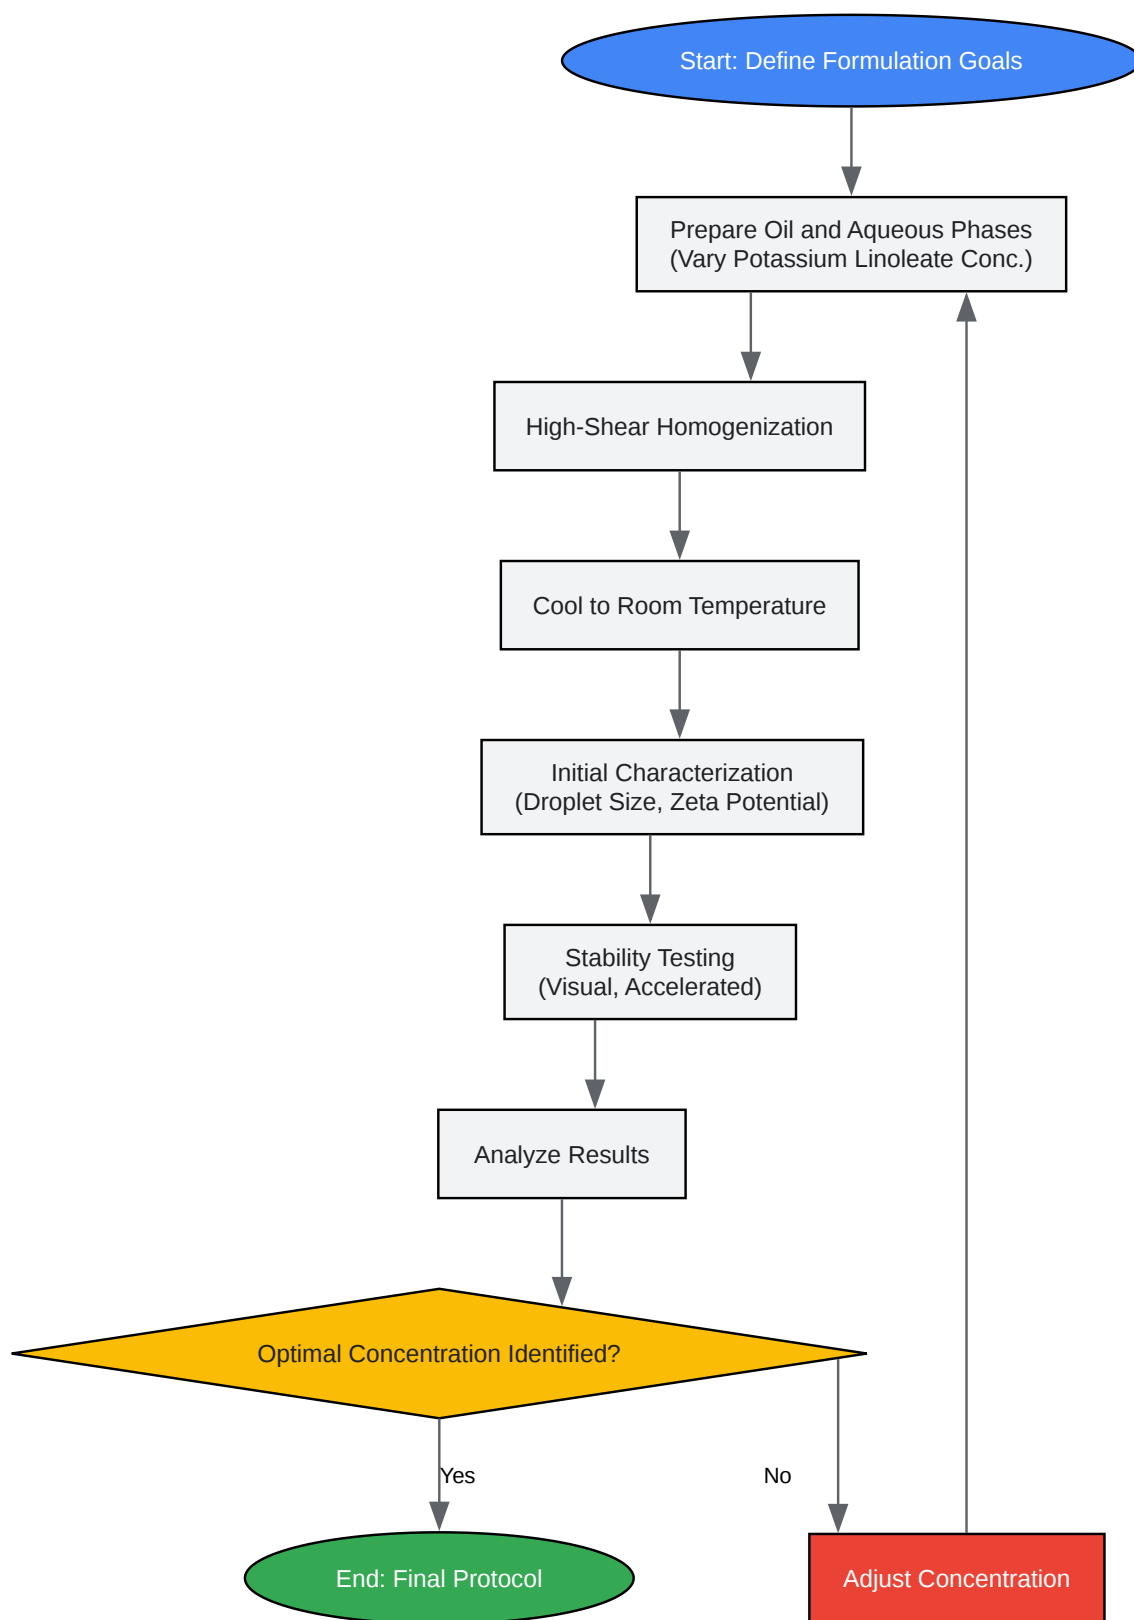 Start: Define Formulation Goals
Prepare Oil and Aqueous Phases
(Vary Potassium Linoleate Conc.)
High-Shear Homogenization
Cool to Room Temperature
Initial Characterization
(Droplet Size, Zeta Potential)
Stability Testing
(Visual, Accelerated)
Analyze Results
Optimal Concentration Identified?
Yes
No
End: Final Protocol
Adjust Concentration